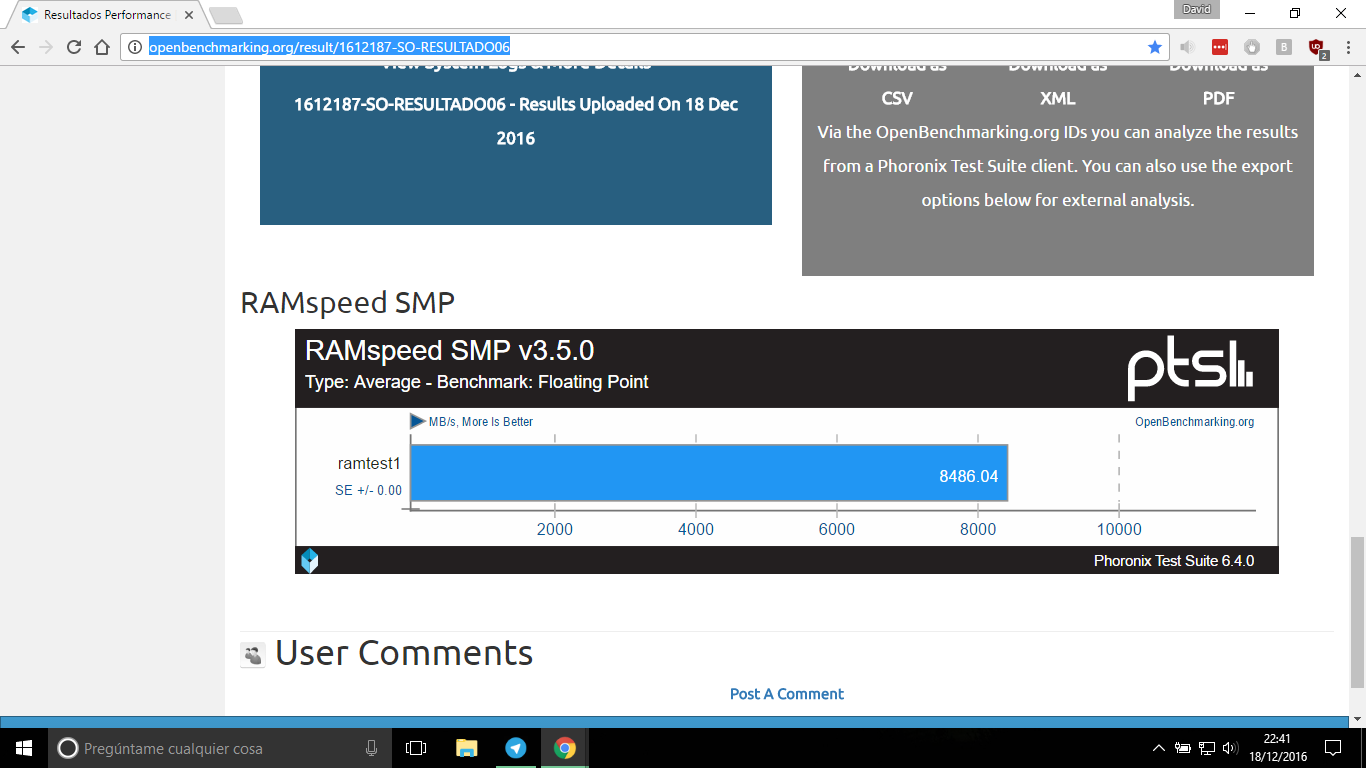 Resultados Performance
David
openbenchmarking.org/result/1612187-SO-RESULTADO06
B
2
View System Logs & More Details
1612187-SO-RESULTADO06 - Results Uploaded On 18 Dec
2016
Download as
CSV
Download as
XML
Download as
PDF
Via the OpenBenchmarking.org IDs you can analyze the results
from a Phoronix Test Suite client. You can also use the export
options below for external analysis.
RAMspeed SMP
RAMspeed SMP v3.5.0
Type: Average - Benchmark: Floating Point
pts
MB/s, More Is Better
OpenBenchmarking.org
ramtest1
SE +/- 0.00
8486.04
2000 4000 6000 8000 10000
Phoronix Test Suite 6.4.0
User Comments
Post A Comment
Pregúntame cualquier cosa
22:41
18/12/2016